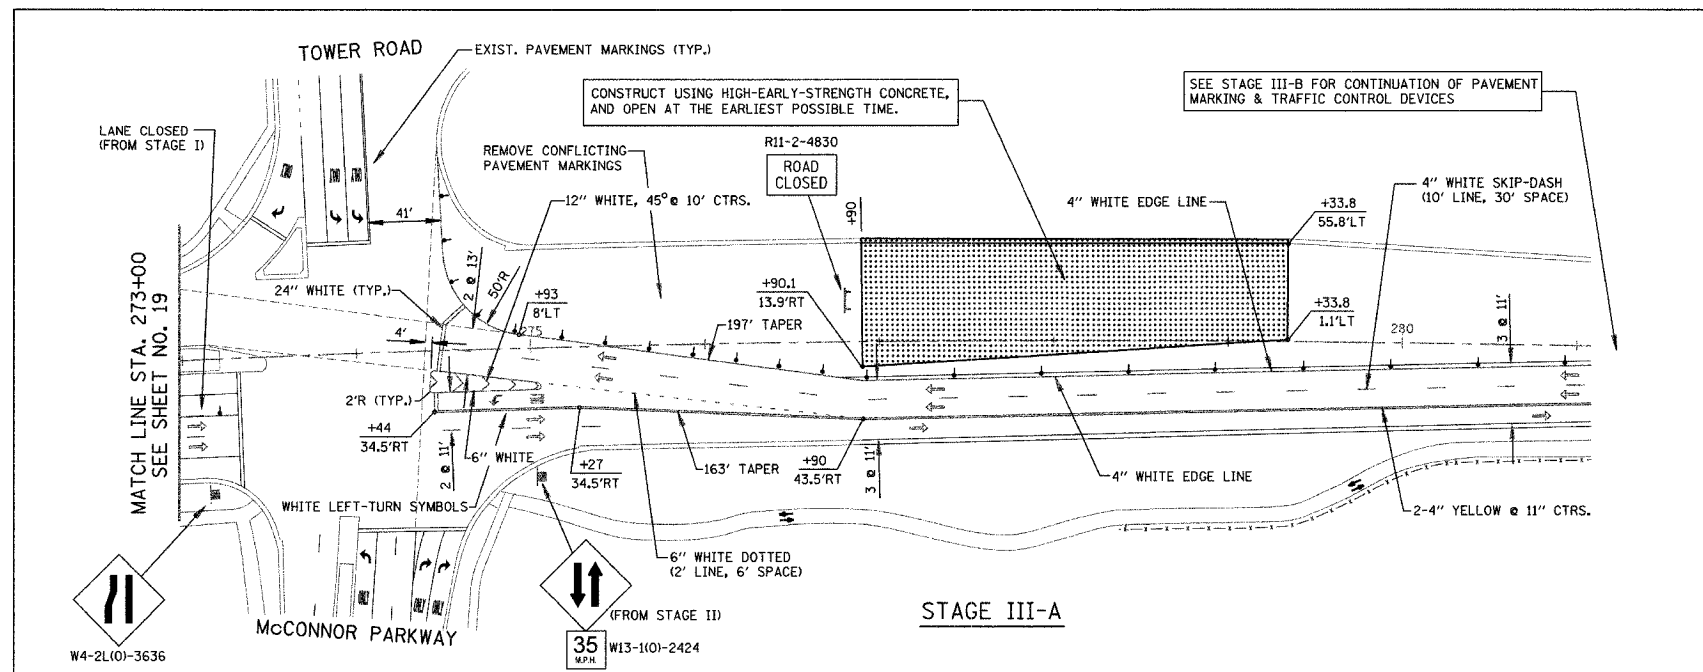 TOWER ROAD
EXIST. PAVEMENT MARKINGS (TYP.)
CONSTRUCT USING HIGH-EARLY-STRENGTH CONCRETE,
AND OPEN AT THE EARLIEST POSSIBLE TIME.
SEE STAGE III-B FOR CONTINUATION OF PAVEMENT
MARKING & TRAFFIC CONTROL DEVICES
LANE CLOSED
(FROM STAGE I)
REMOVE CONFLICTING
PAVEMENT MARKINGS
R11-2-4830
ROAD
CLOSED
12" WHITE, 45° @ 10' CTRS.
4" WHITE EDGE LINE
4" WHITE SKIP-DASH
(10' LINE, 30' SPACE)
41'
+90
+33.8
55.8'LT
MATCH LINE STA. 273+00
SEE SHEET NO. 19
24" WHITE (TYP.)
2 @ 13'
50'R
+93
8'LT
275
+90.1
13.9'RT
197' TAPER
+33.8
1.1'LT
280
3 @ 11'
4'
2'R (TYP.)
+44
34.5'RT
2 @ 11'
6" WHITE
+27
34.5'RT
163' TAPER
+90
43.5'RT
3 @ 11'
4" WHITE EDGE LINE
WHITE LEFT-TURN SYMBOLS
2-4" YELLOW @ 11" CTRS.
6" WHITE DOTTED
(2' LINE, 6' SPACE)
(FROM STAGE II)
STAGE III-A
McCONNOR PARKWAY
W4-2L(O)-3636
35
M.P.H.
W13-1(O)-2424